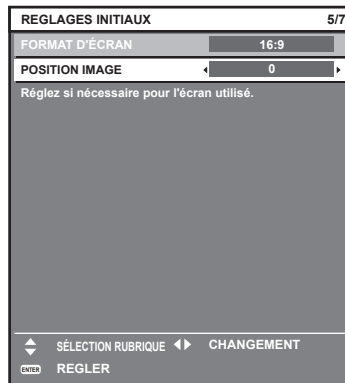 REGLAGES INITIAUX 5/7
FORMAT D'ÉCRAN 16:9
POSITION IMAGE 0
Réglez si nécessaire pour l'écran utilisé.
SÉLECTION RUBRIQUE CHANGEMENT
ENTER REGLER